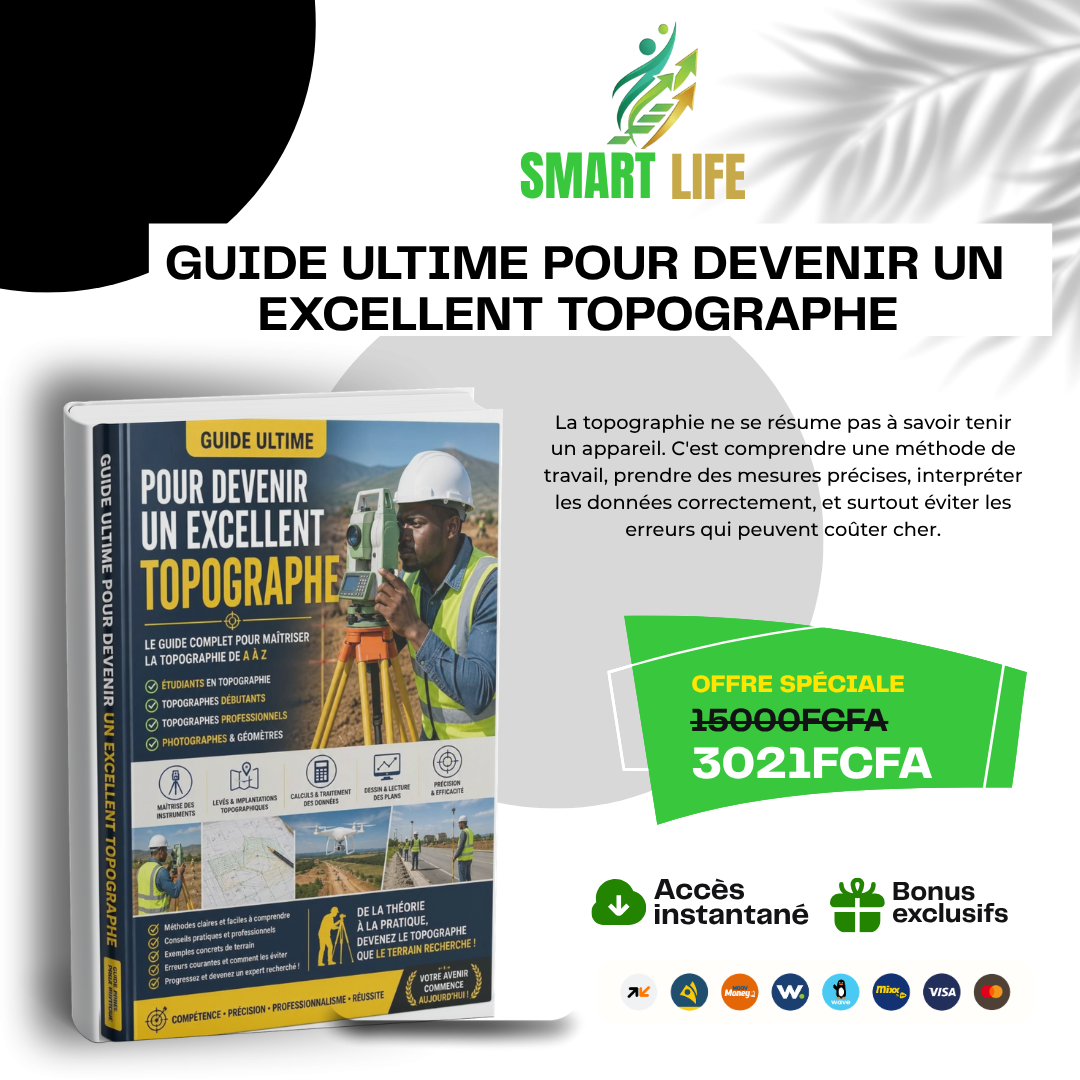 SMART LIFE
GUIDE ULTIME POUR DEVENIR UN
EXCELLENT TOPOGRAPHE
La topographie ne se résume pas à savoir tenir
un appareil. C'est comprendre une méthode de
travail, prendre des mesures précises, interpréter
les données correctement, et surtout éviter les
erreurs qui peuvent coûter cher.
GUIDE ULTIME POUR DEVENIR UN EXCELLENT TOPOGRAPHE
GUIDE ULTIME
POUR DEVENIR
UN EXCELLENT
TOPOGRAPHE
LE GUIDE COMPLET POUR MAÎTRISER
LA TOPOGRAPHIE DE A À Z
ÉTUDIANTS EN TOPOGRAPHIE
TOPOGRAPHES DÉBUTANTS
TOPOGRAPHES PROFESSIONNELS
PHOTOGRAPHES & GÉOMÈTRES
MAÎTRISE DES
INSTRUMENTS
LEVÉS & IMPLANTATIONS
TOPOGRAPHIQUES
CALCULS & TRAITEMENT
DES DONNÉES
DESSIN & LECTURE
DES PLANS
PRÉCISION
& EFFICACITÉ
Méthodes claires et faciles à comprendre
Conseils pratiques et professionnels
Exemples concrets de terrain
Erreurs courantes et comment les éviter
Progressez et devenez un expert recherché !
DE LA THÉORIE
À LA PRATIQUE,
DEVENEZ LE TOPOGRAPHE
QUE LE TERRAIN RECHERCHE !
VOTRE AVENIR
COMMENCE
AUJOURD'HUI !
COMPÉTENCE • PRÉCISION • PROFESSIONNALISME • RÉUSSITE
OFFRE SPÉCIALE
15000FCFA
3021FCFA
Accès
instantané
Bonus
exclusifs
MOOV
Money
W.
wave
Mixx
VISA